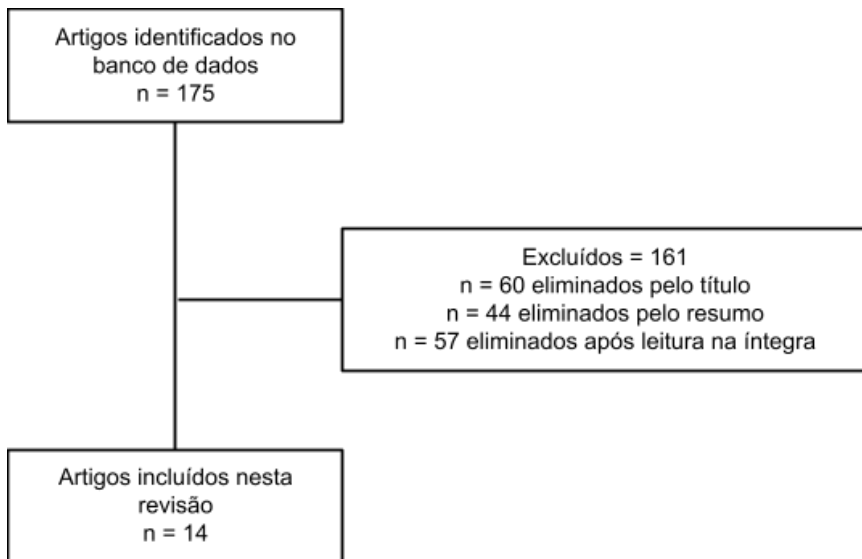 Artigos identificados no
banco de dados
n = 175
Excluídos = 161
n = 60 eliminados pelo título
n = 44 eliminados pelo resumo
n = 57 eliminados após leitura na íntegra
Artigos incluídos nesta
revisão
n = 14